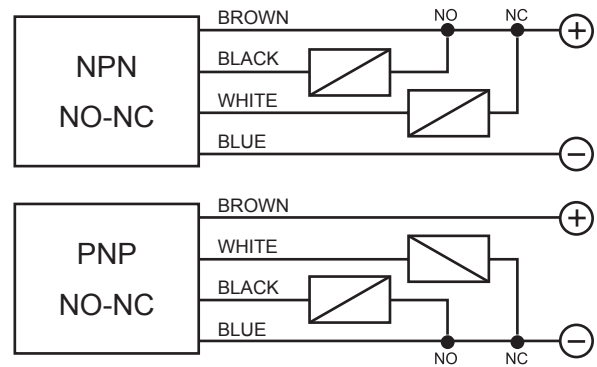 BROWN
NO
NC
+
NPN
NO-NC
BLACK
WHITE
BLUE
−
BROWN
+
PNP
NO-NC
WHITE
BLACK
BLUE
−
NO
NC